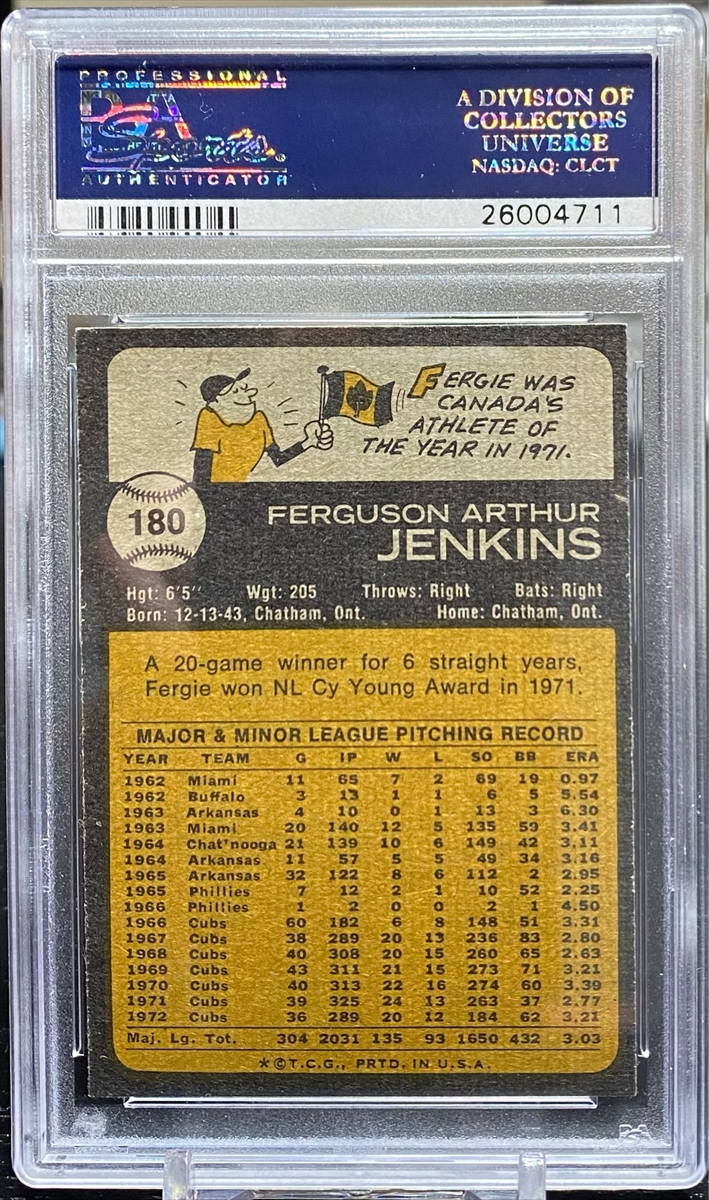 PROFESSIONAL
PSA
AUTHENTICATOR
A DIVISION OF
COLLECTORS
UNIVERSE
NASDAQ: CLCT
26004711
FERGIE WAS
CANADA'S
ATHLETE OF
THE YEAR IN 1971.
180
FERGUSON ARTHUR
JENKINS
Hgt: 6'5" Wgt: 205 Throws: Right Bats: Right
Born: 12-13-43, Chatham, Ont. Home: Chatham, Ont.
A 20-game winner for 6 straight years,
Fergie won NL Cy Young Award in 1971.
MAJOR & MINOR LEAGUE PITCHING RECORD
YEAR TEAM G IP W L SO BB ERA
1962 Miami 11 65 7 2 69 19 0.97
1962 Buffalo 3 13 1 1 6 5 5.54
1963 Arkansas 4 10 0 1 13 3 6.30
1963 Miami 20 140 12 5 135 59 3.41
1964 Chat'nooga 21 139 10 6 149 42 3.11
1964 Arkansas 11 57 5 5 49 34 3.16
1965 Arkansas 32 122 8 6 112 2 2.95
1965 Phillies 7 12 2 1 10 52 2.25
1966 Phillies 1 2 0 0 2 1 4.50
1966 Cubs 60 182 6 8 148 51 3.31
1967 Cubs 38 289 20 13 236 83 2.80
1968 Cubs 40 308 20 15 260 65 2.63
1969 Cubs 43 311 21 15 273 71 3.21
1970 Cubs 40 313 22 16 274 60 3.39
1971 Cubs 39 325 24 13 263 37 2.77
1972 Cubs 36 289 20 12 184 62 3.21
Maj. Lg. Tot. 304 2031 135 93 1650 432 3.03
*©T.C.G., PRTD. IN U.S.A.
PSA